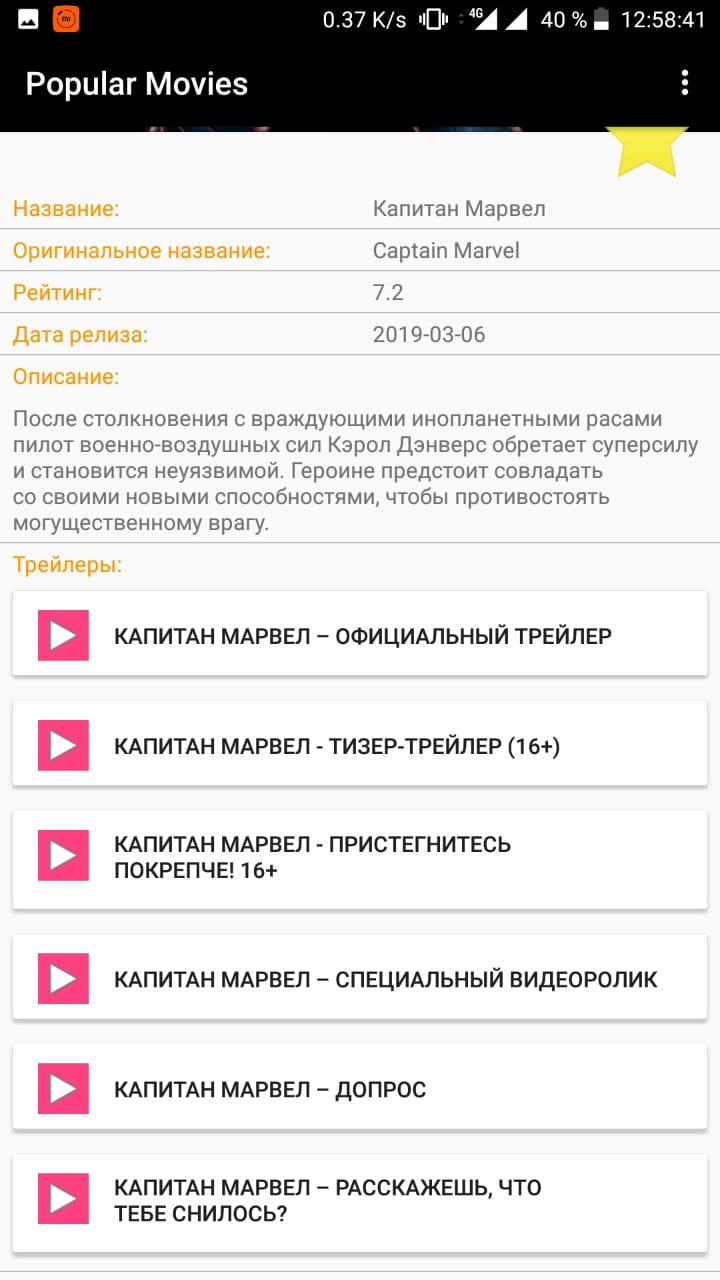 0.37 K/s 4G 40 % 12:58:41
Popular Movies
Название: Капитан Марвел
Оригинальное название: Captain Marvel
Рейтинг: 7.2
Дата релиза: 2019-03-06
Описание:
После столкновения с враждующими инопланетными расами
пилот военно-воздушных сил Кэрол Дэнверс обретает суперсилу
и становится неуязвимой. Героине предстоит совладать
со своими новыми способностями, чтобы противостоять
могущественному врагу.
Трейлеры:
КАПИТАН МАРВЕЛ – ОФИЦИАЛЬНЫЙ ТРЕЙЛЕР
КАПИТАН МАРВЕЛ - ТИЗЕР-ТРЕЙЛЕР (16+)
КАПИТАН МАРВЕЛ - ПРИСТЕГНИТЕСЬ
ПОКРЕПЧЕ! 16+
КАПИТАН МАРВЕЛ – СПЕЦИАЛЬНЫЙ ВИДЕОРОЛИК
КАПИТАН МАРВЕЛ – ДОПРОС
КАПИТАН МАРВЕЛ – РАССКАЖЕШЬ, ЧТО
ТЕБЕ СНИЛОСЬ?